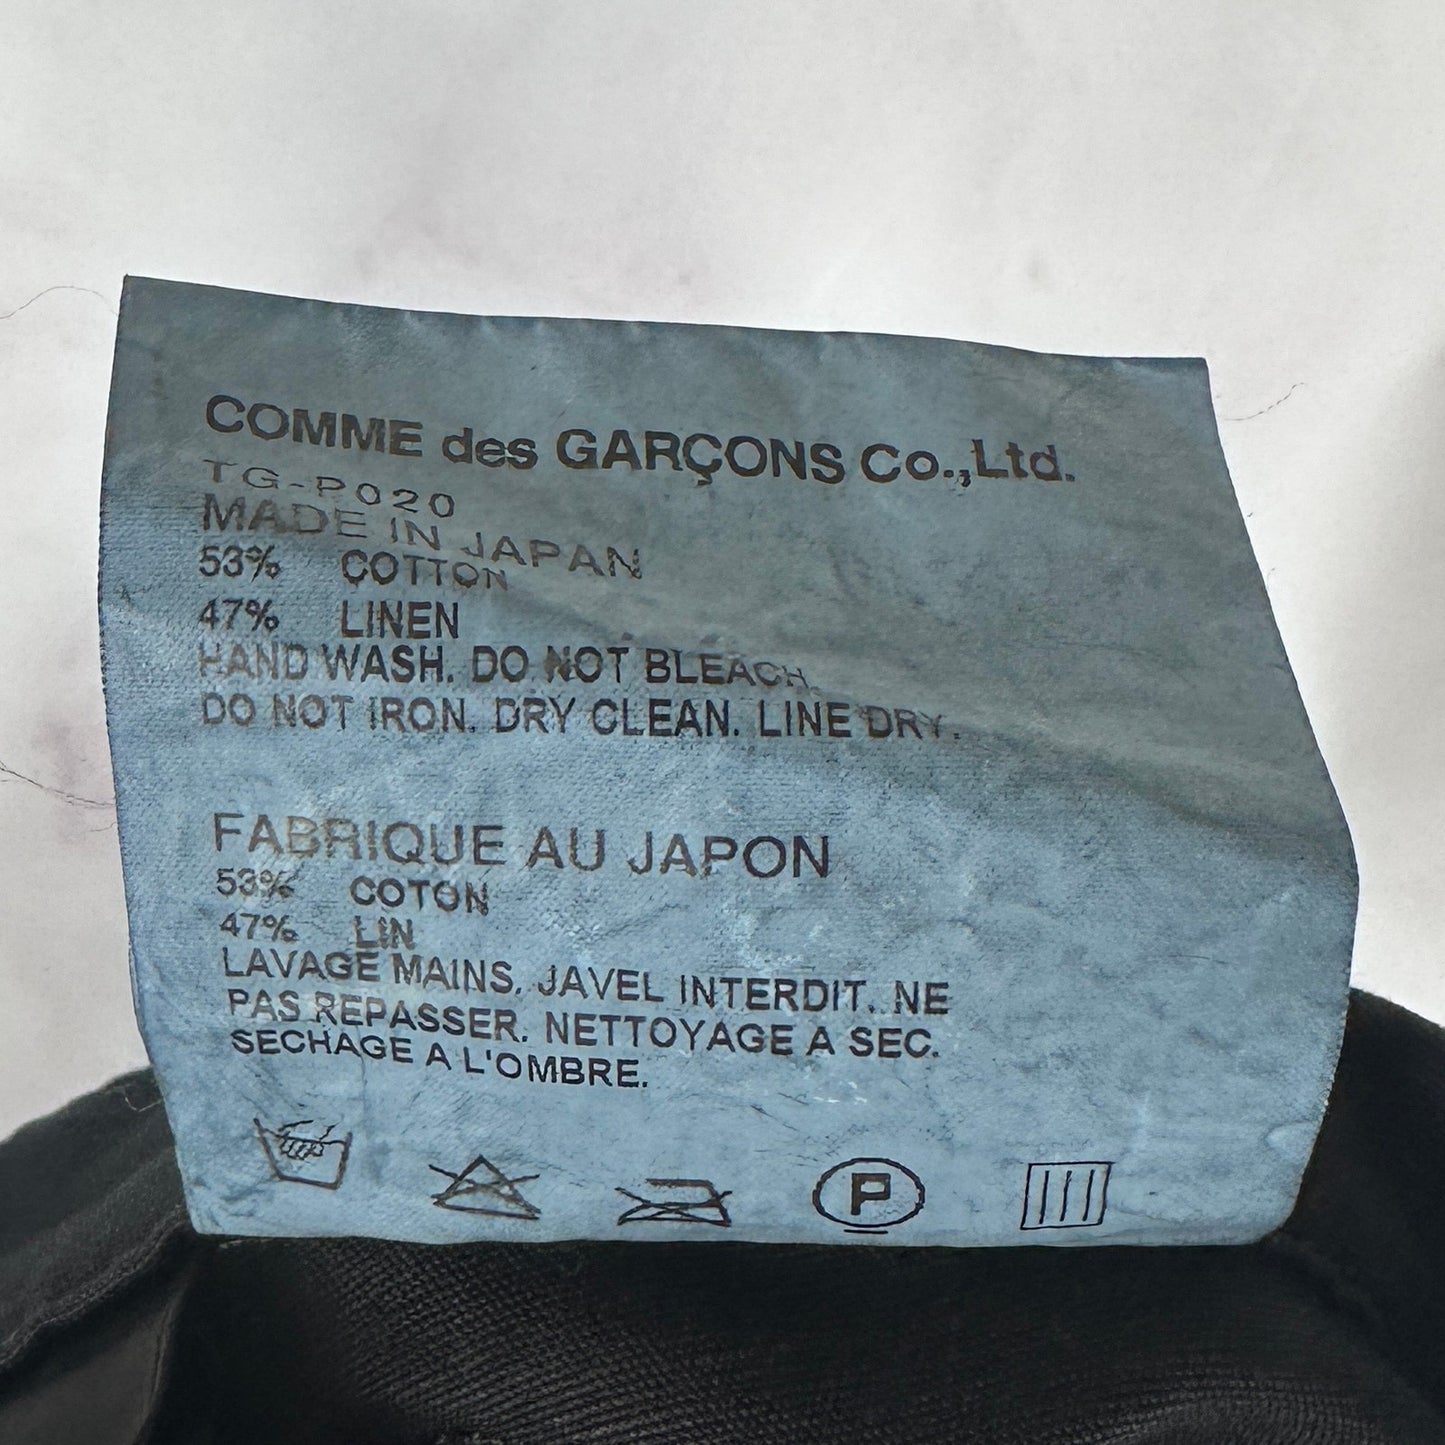 COMME des GARÇONS Co.,Ltd.
TG-P020
MADE IN JAPAN
53% COTTON
47% LINEN
HAND WASH. DO NOT BLEACH.
DO NOT IRON. DRY CLEAN. LINE DRY.
FABRIQUE AU JAPON
53% COTON
47% LIN
LAVAGE MAINS. JAVEL INTERDIT. NE
PAS REPASSER. NETTOYAGE A SEC.
SECHAGE A L'OMBRE.
P